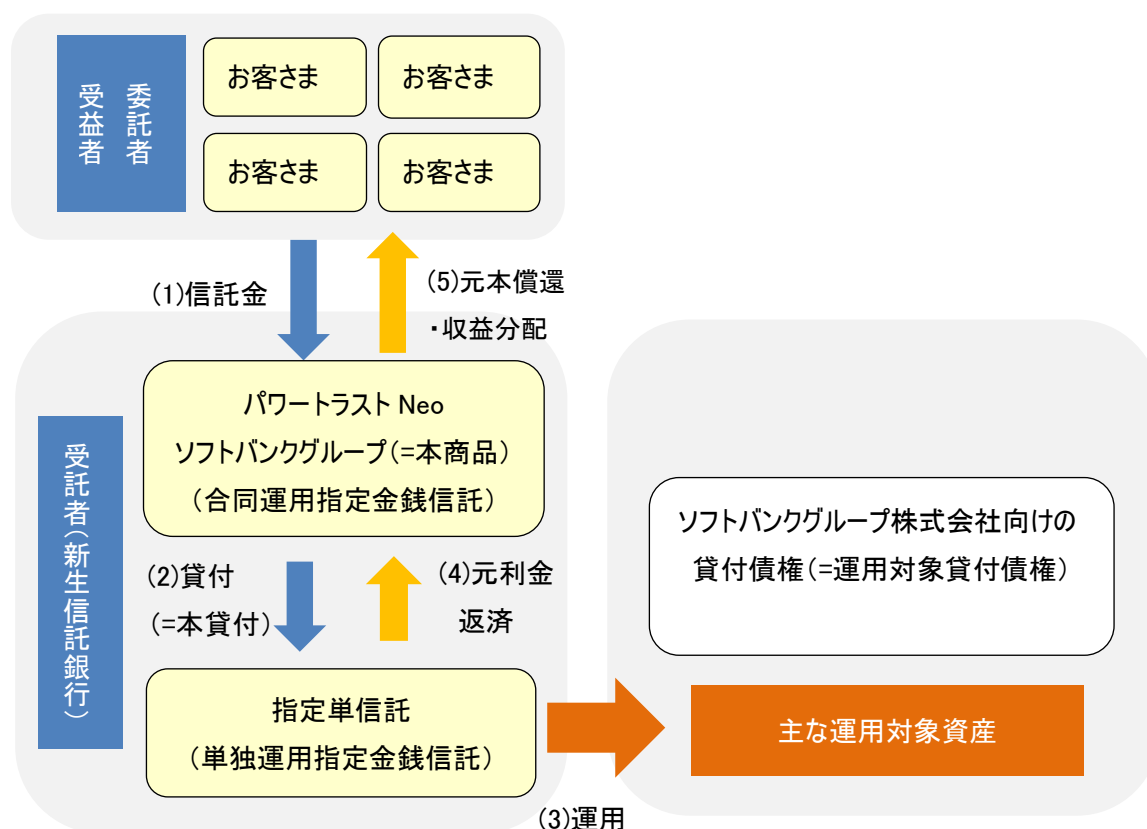 委託者
受益者
お客さま
お客さま
お客さま
お客さま
(1)信託金
(5)元本償還
・収益分配
受託者(新生信託銀行)
パワートラスト Neo
ソフトバンクグループ(=本商品)
(合同運用指定金銭信託)
(2)貸付
(=本貸付)
(4)元利金
返済
指定単信託
(単独運用指定金銭信託)
(3)運用
ソフトバンクグループ株式会社向けの
貸付債権(=運用対象貸付債権)
主な運用対象資産